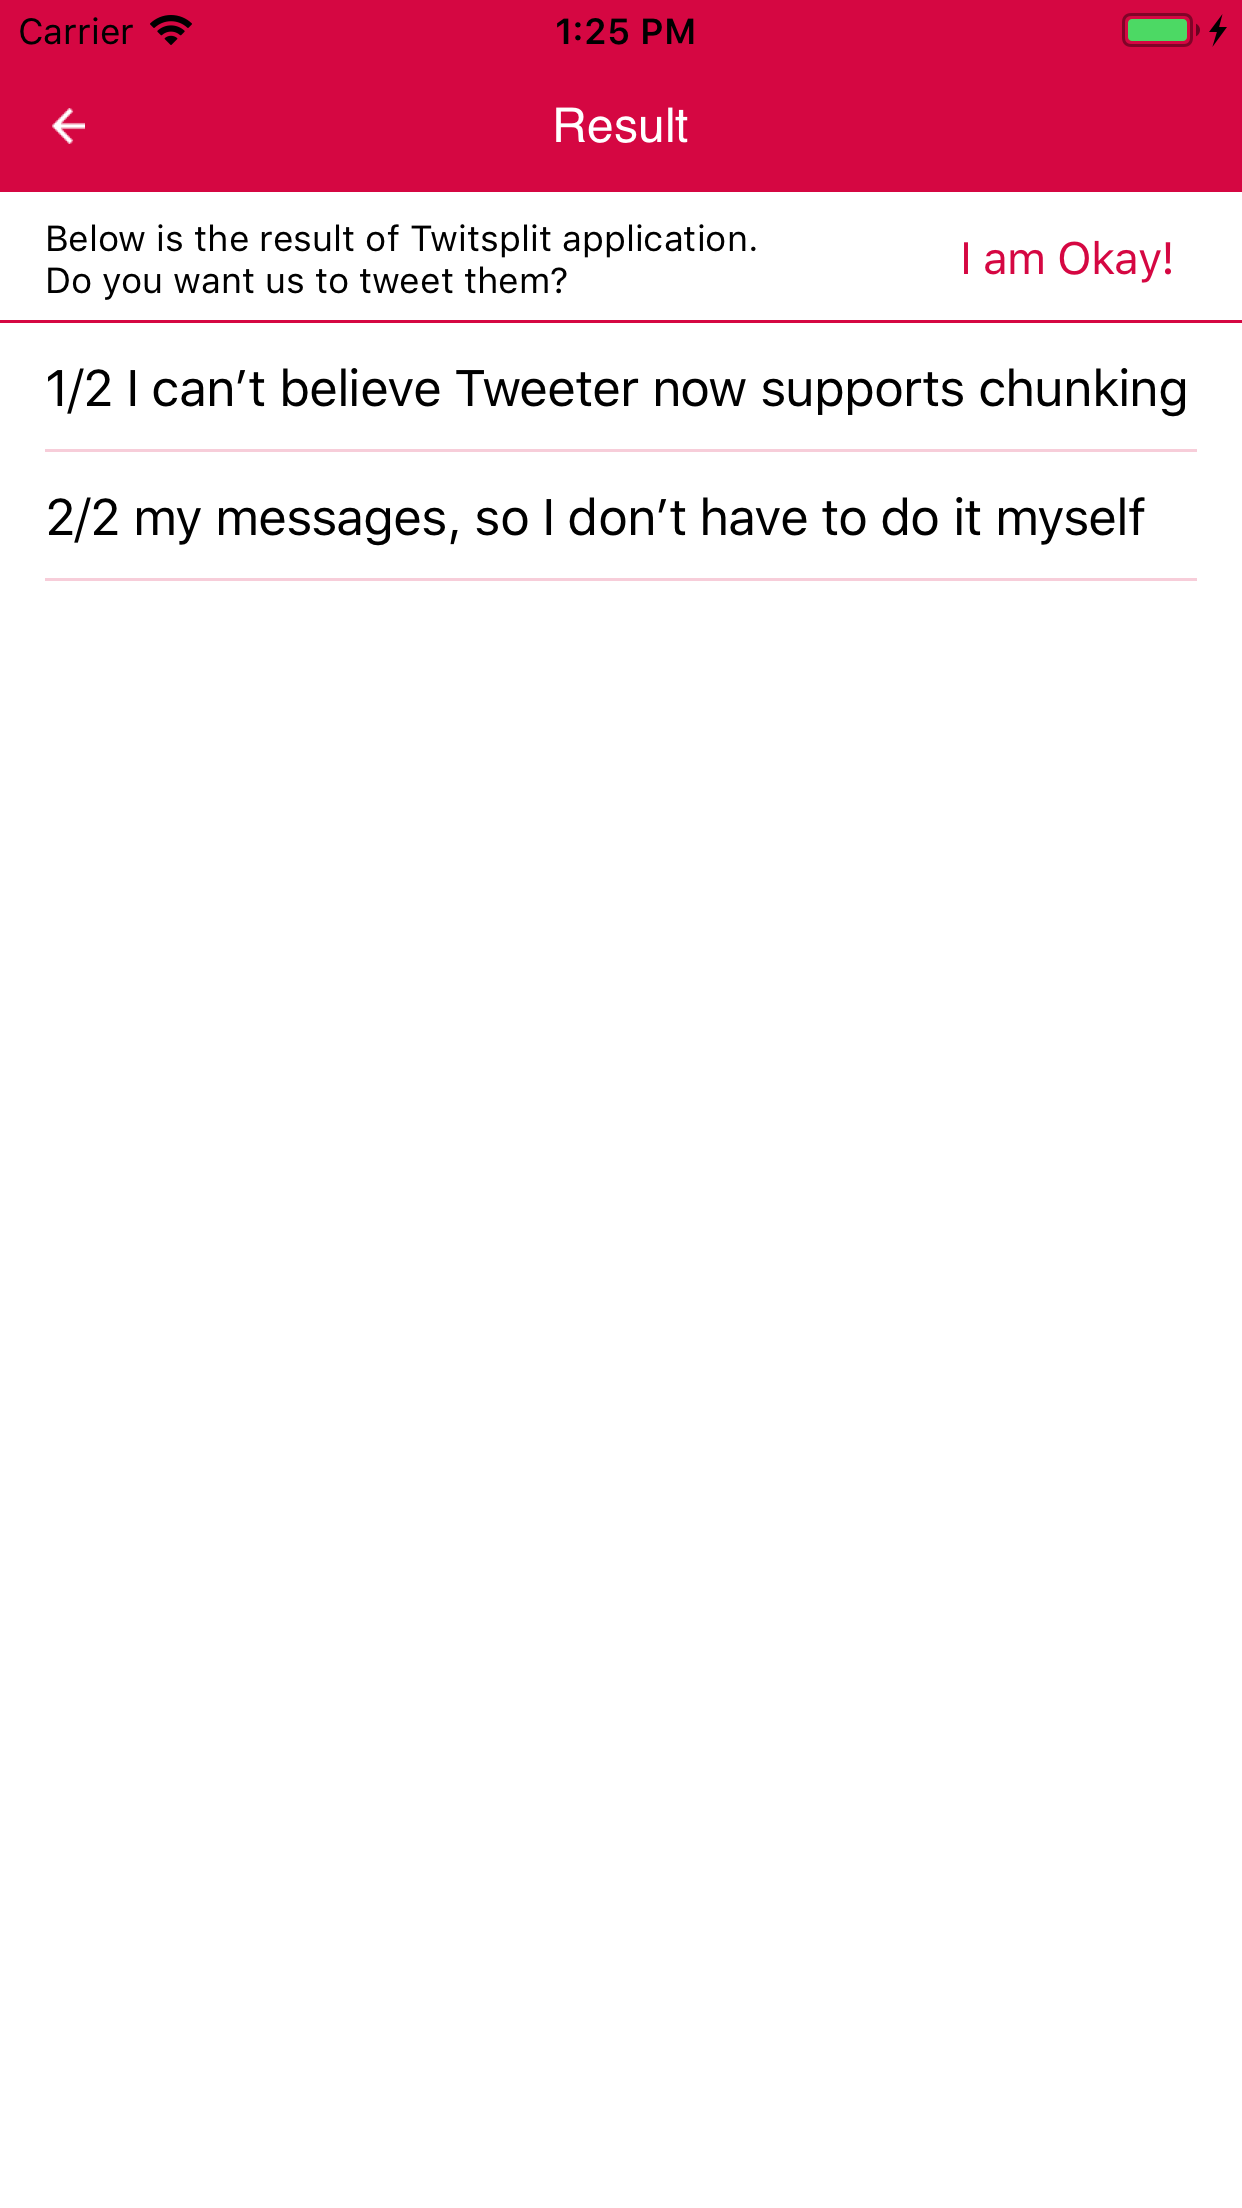 Carrier 1:25 PM
Result
Below is the result of Twitsplit application.
Do you want us to tweet them?
I am Okay!
1/2 I can’t believe Tweeter now supports chunking
2/2 my messages, so I don’t have to do it myself